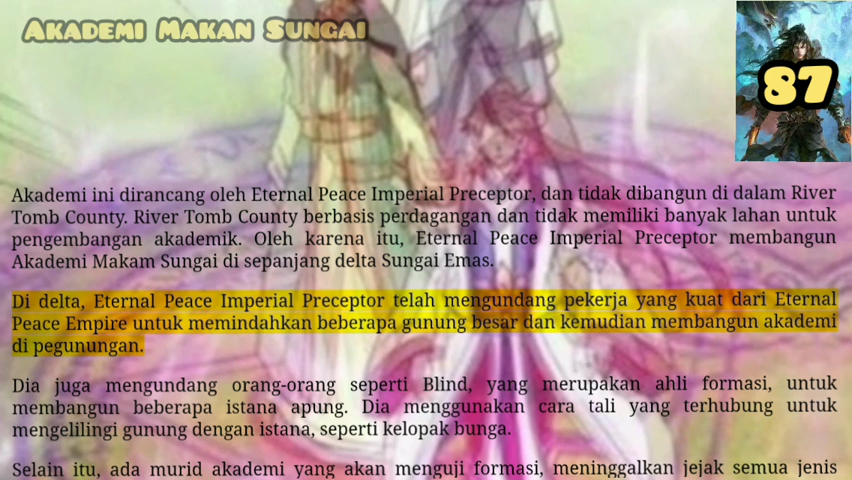 Akademi Makan Sungai
87
Akademi ini dirancang oleh Eternal Peace Imperial Preceptor, dan tidak dibangun di dalam River
Tomb County. River Tomb County berbasis perdagangan dan tidak memiliki banyak lahan untuk
pengembangan akademik. Oleh karena itu, Eternal Peace Imperial Preceptor membangun
Akademi Makam Sungai di sepanjang delta Sungai Emas.
Di delta, Eternal Peace Imperial Preceptor telah mengundang pekerja yang kuat dari Eternal
Peace Empire untuk memindahkan beberapa gunung besar dan kemudian membangun akademi
di pegunungan.
Dia juga mengundang orang-orang seperti Blind, yang merupakan ahli formasi, untuk
membangun beberapa istana apung. Dia menggunakan cara tali yang terhubung untuk
mengelilingi gunung dengan istana, seperti kelopak bunga.
Selain itu, ada murid akademi yang akan menguji formasi, meninggalkan jejak semua jenis